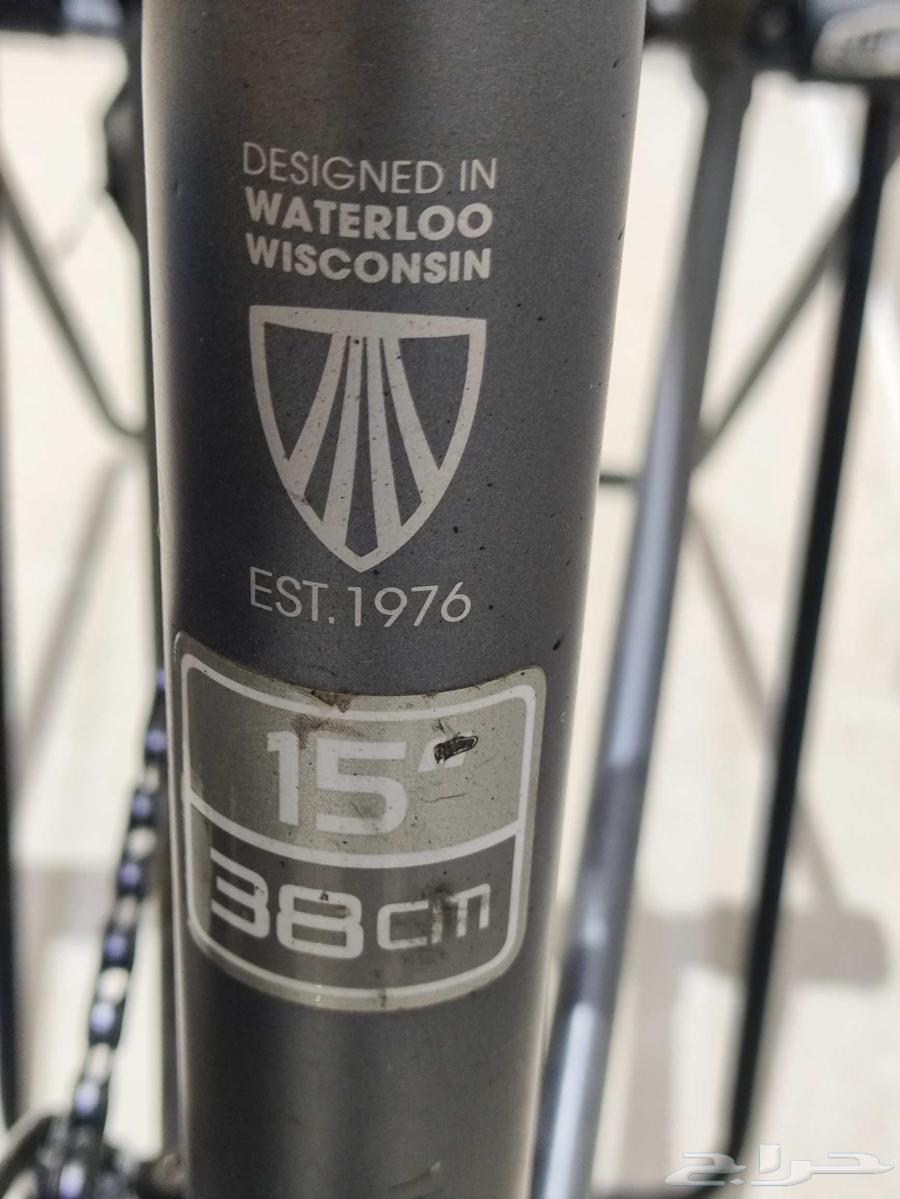 DESIGNED IN
WATERLOO
WISCONSIN
EST.1976
15"
38cm
حراج